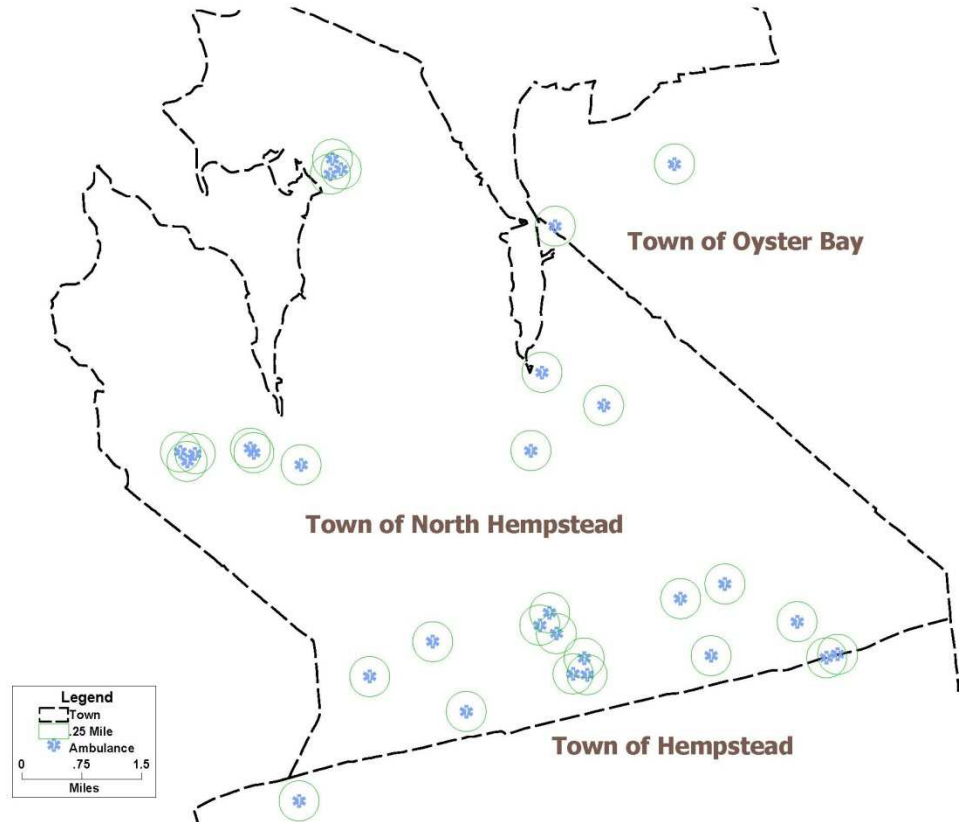 Town of Oyster Bay
Town of North Hempstead
Town of Hempstead
Legend
Town
.25 Mile
Ambulance
0 .75 1.5
Miles